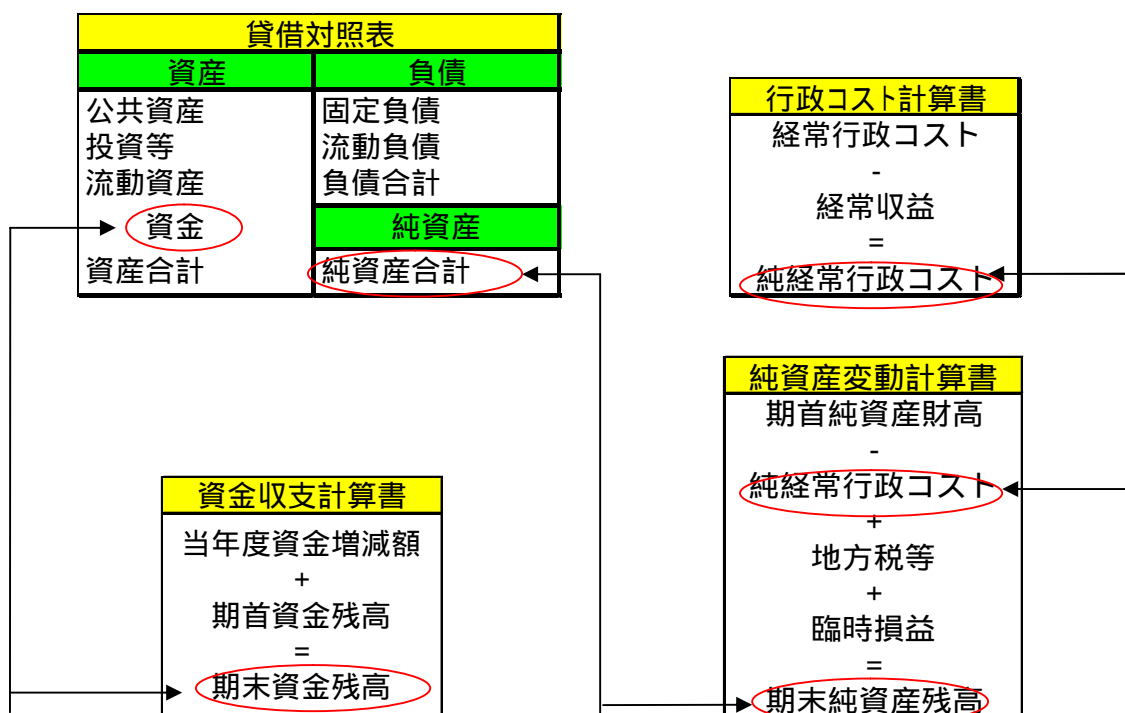 貸借対照表
資産
負債
公共資産
投資等
流動資産
資金
資産合計
固定負債
流動負債
負債合計
純資産
純資産合計
行政コスト計算書
経常行政コスト
-
経常収益
=
純経常行政コスト
純資産変動計算書
期首純資産財高
-
純経常行政コスト
+
地方税等
+
臨時損益
=
期末純資産残高
資金収支計算書
当年度資金増減額
+
期首資金残高
=
期末資金残高